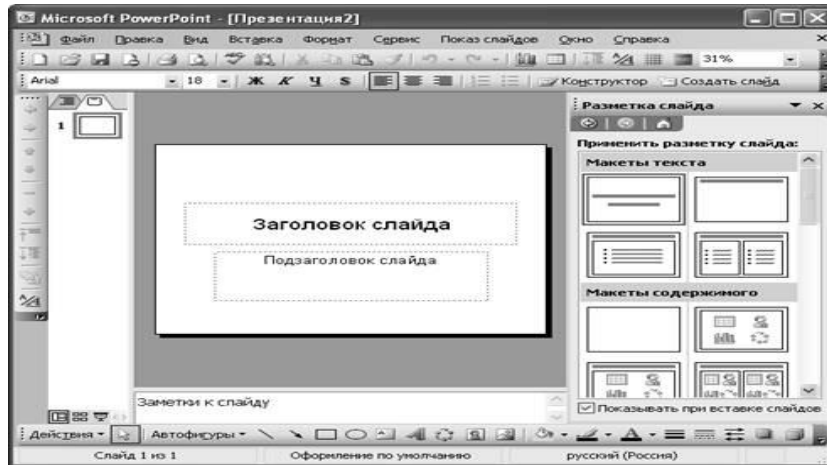 Microsoft PowerPoint - [Презентация2]
Файл Правка Вид Вставка Формат Сервис Показ слайдов Окно Справка
31%
Arial 18 Ж К Ч S Конструктор Создать слайд
Разметка слайда
1
Применить разметку слайда:
Макеты текста
Заголовок слайда
Подзаголовок слайда
Макеты содержимого
Заметки к слайду
Показывать при вставке слайдов
Действия Автофигуры
Слайд 1 из 1 Оформление по умолчанию русский (Россия)